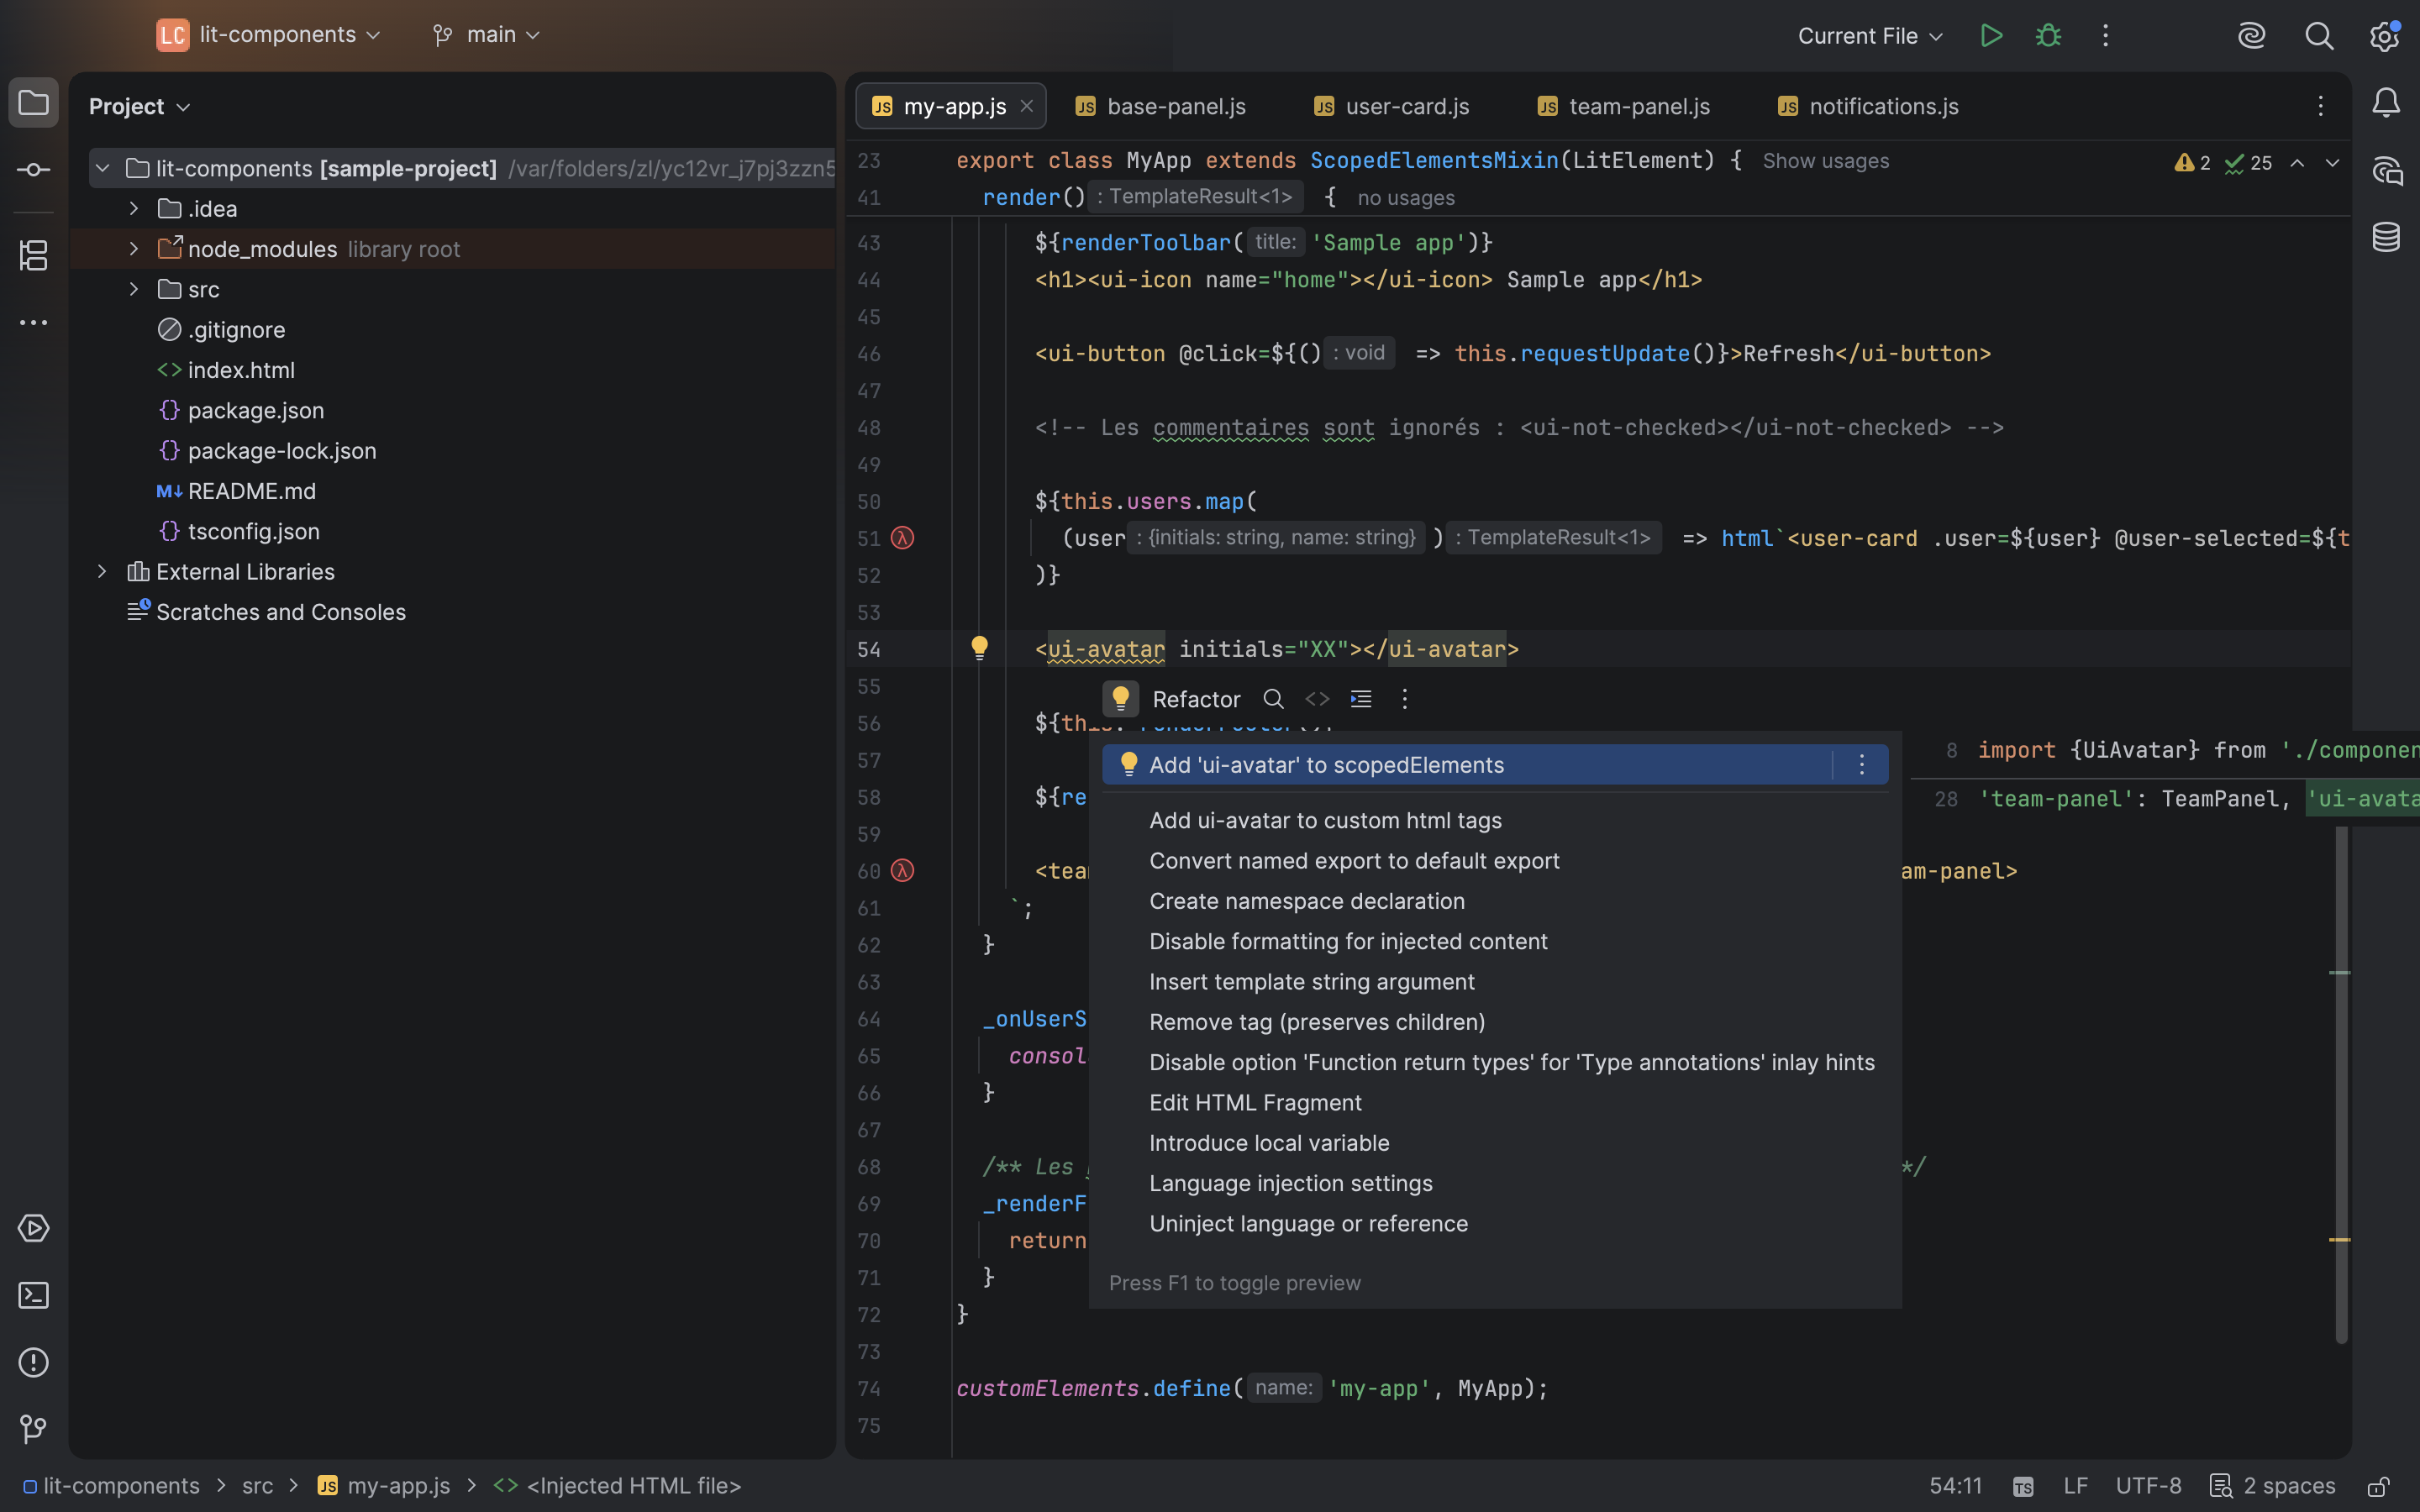 LC lit-components main Current File
Project
lit-components [sample-project] /var/folders/zl/yc12vr_j7pj3zzn5
.idea
node_modules library root
src
.gitignore
index.html
package.json
package-lock.json
README.md
tsconfig.json
External Libraries
Scratches and Consoles
my-app.js base-panel.js user-card.js team-panel.js notifications.js
23 export class MyApp extends ScopedElementsMixin(LitElement) { Show usages 2 25
41 render() : TemplateResult<1> { no usages
43 ${renderToolbar( title: 'Sample app')}
44 <h1><ui-icon name="home"></ui-icon> Sample app</h1>
45
46 <ui-button @click=${() : void => this.requestUpdate()}>Refresh</ui-button>
47
48 <!-- Les commentaires sont ignorés : <ui-not-checked></ui-not-checked> -->
49
50 ${this.users.map(
51 (user : {initials: string, name: string} ) : TemplateResult<1> => html`<user-card .user=${user} @user-selected=${t
52 )}
53
54 <ui-avatar initials="XX"></ui-avatar>
55
Refactor
56 ${th
57
58 ${re
59
60 <tea am-panel>
61 `;
62 }
63
64 _onUserS
65 consol
66 }
67
68 /** Les */
69 _renderF
70 return
71 }
72 }
73
74 customElements.define( name: 'my-app', MyApp);
75
Add 'ui-avatar' to scopedElements
Add ui-avatar to custom html tags
Convert named export to default export
Create namespace declaration
Disable formatting for injected content
Insert template string argument
Remove tag (preserves children)
Disable option 'Function return types' for 'Type annotations' inlay hints
Edit HTML Fragment
Introduce local variable
Language injection settings
Uninject language or reference
Press F1 to toggle preview
8 import {UiAvatar} from './componen
28 'team-panel': TeamPanel, 'ui-avata
lit-components > src > my-app.js > <Injected HTML file> 54:11 LF UTF-8 2 spaces